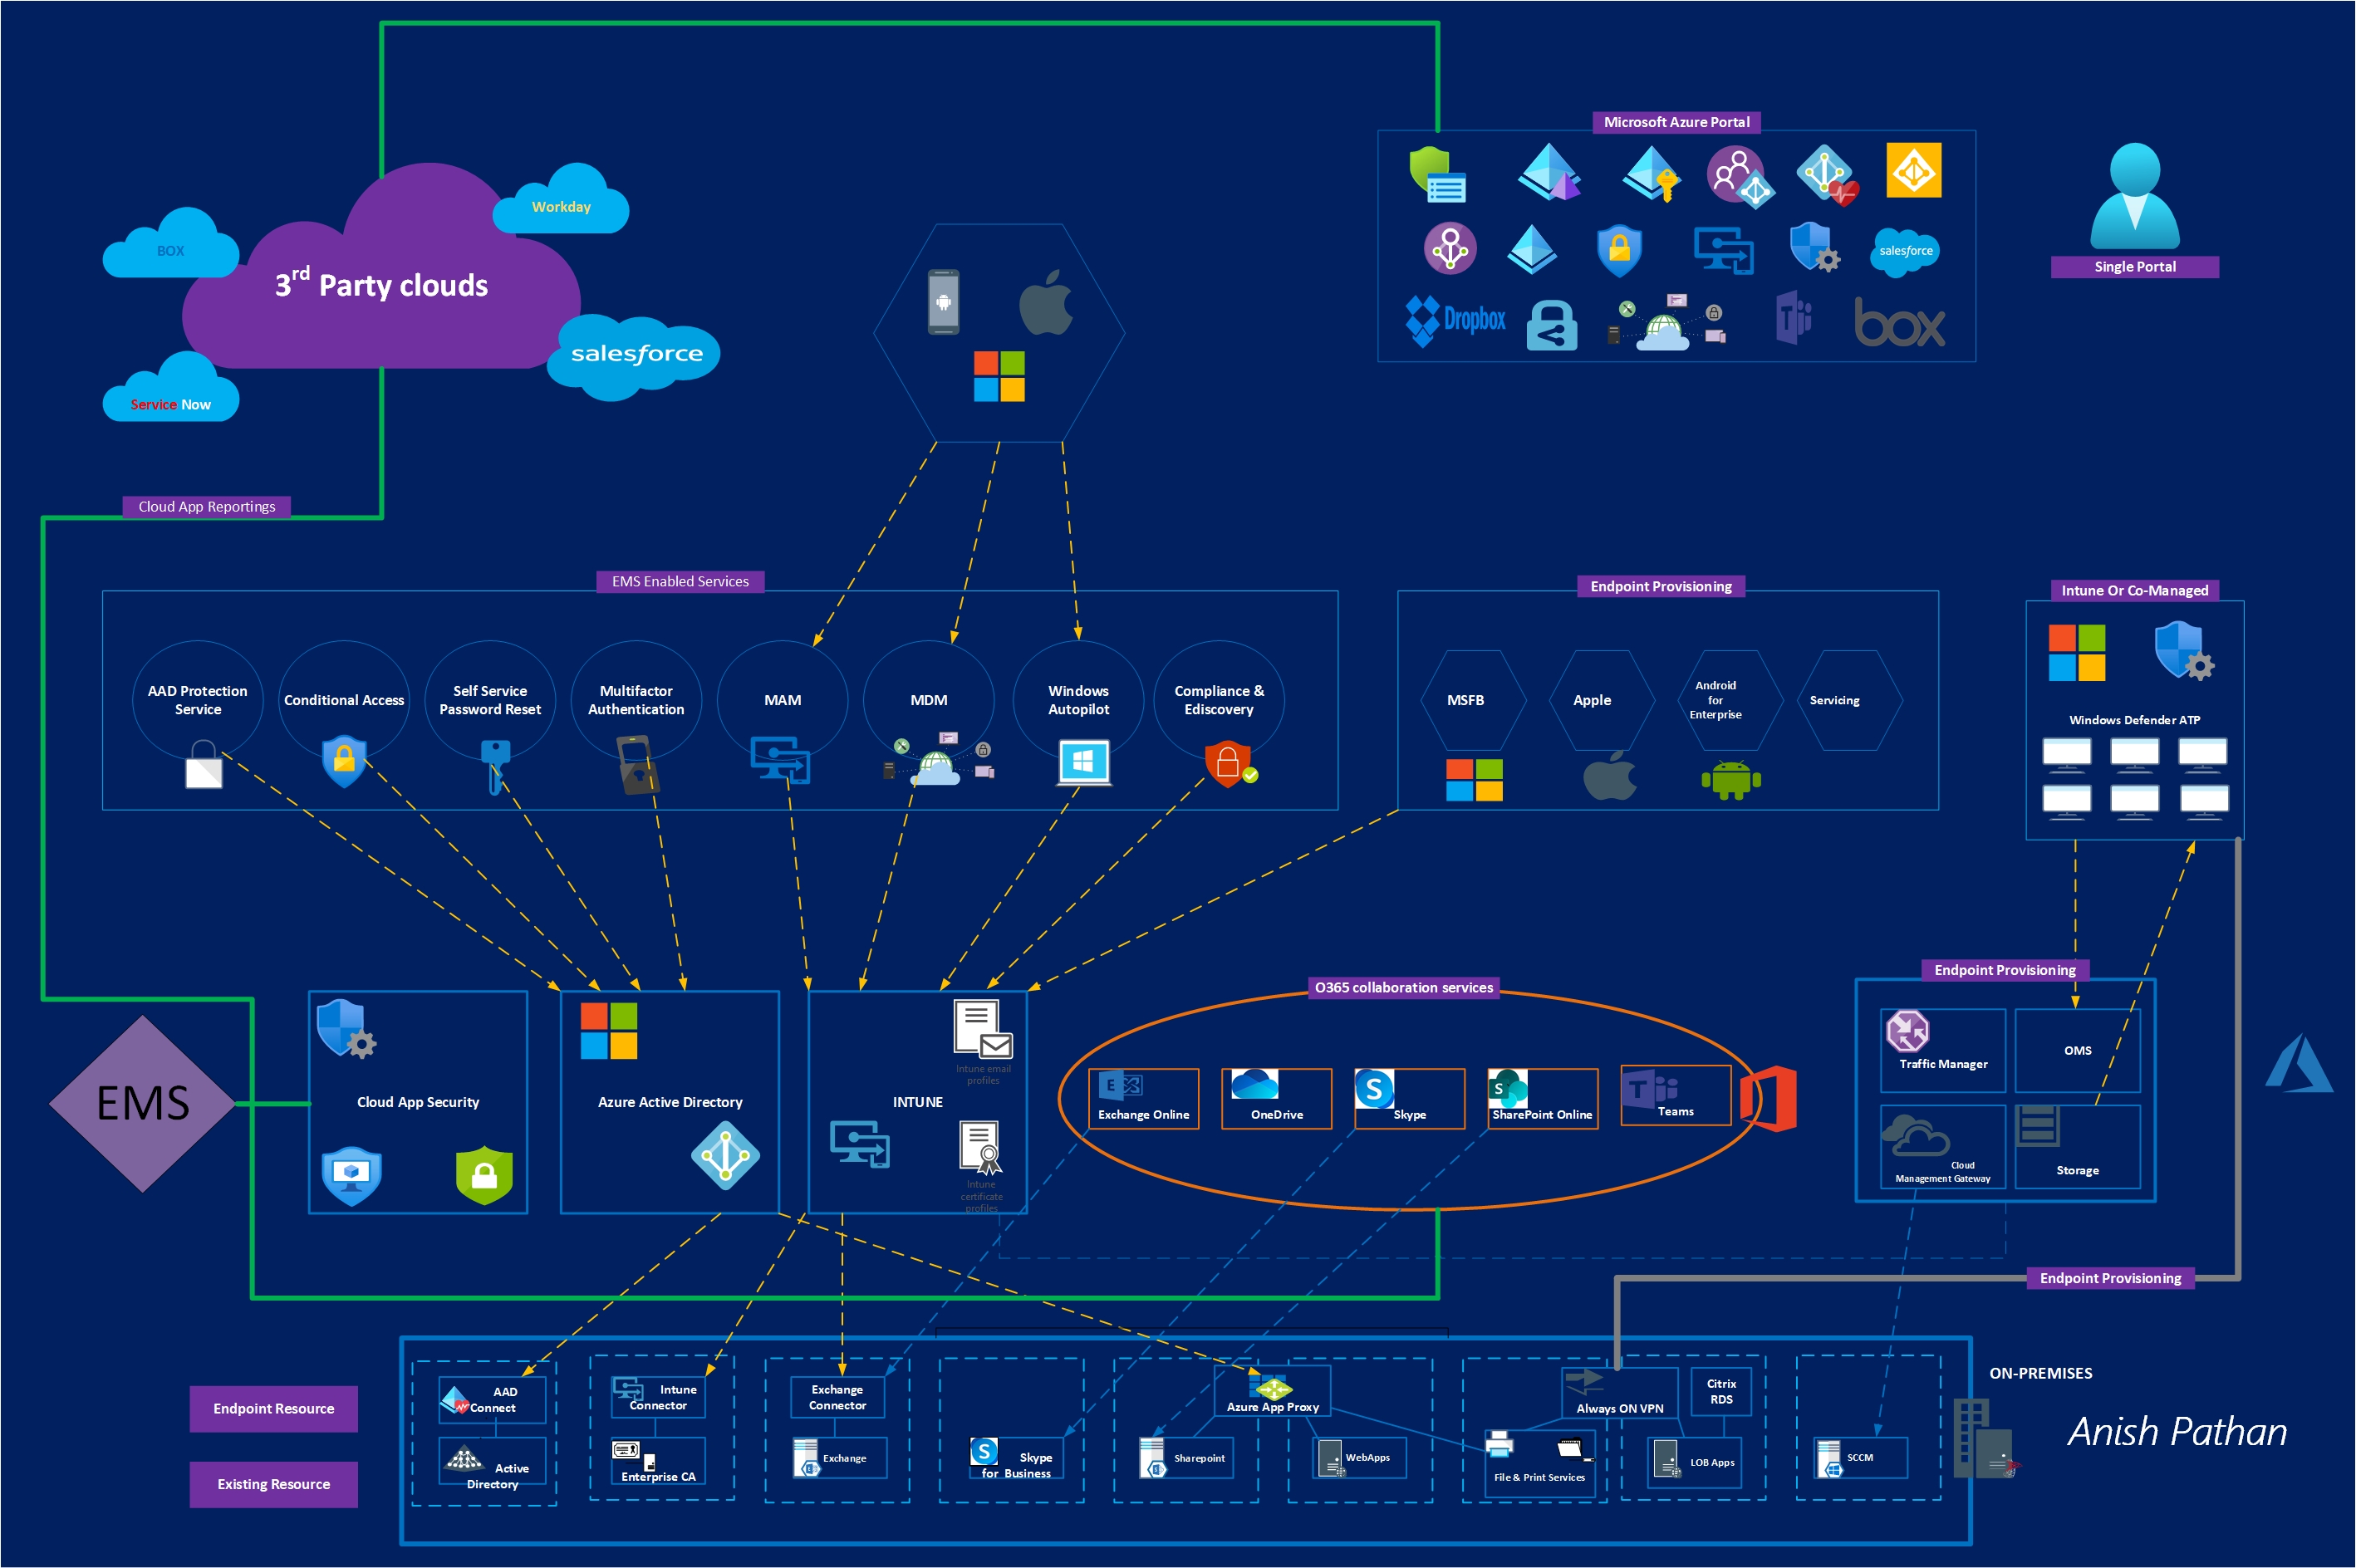 Microsoft Azure Portal
Workday
BOX
3rd Party clouds
salesforce
Service Now
salesforce
Dropbox
box
Single Portal
Cloud App Reportings
EMS Enabled Services
AAD Protection
Service
Conditional Access
Self Service
Password Reset
Multifactor
Authentication
MAM
MDM
Windows
Autopilot
Compliance &
Ediscovery
Endpoint Provisioning
MSFB
Apple
Android
for
Enterprise
Servicing
Intune Or Co-Managed
Windows Defender ATP
EMS
Cloud App Security
Azure Active Directory
INTUNE
Intune email
profiles
Intune
certificate
profiles
O365 collaboration services
Exchange Online
OneDrive
Skype
SharePoint Online
Teams
Endpoint Provisioning
Traffic Manager
OMS
Cloud
Management Gateway
Storage
Endpoint Provisioning
Endpoint Resource
Existing Resource
AAD
Connect
Active
Directory
Intune
Connector
Enterprise CA
Exchange
Connector
Exchange
Skype
for Business
Azure App Proxy
Sharepoint
WebApps
Always ON VPN
File & Print Services
Citrix
RDS
LOB Apps
SCCM
ON-PREMISES
Anish Pathan